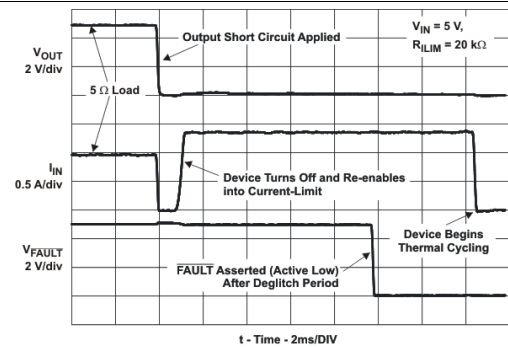 V_OUT
2 V/div
Output Short Circuit Applied
V_IN = 5 V,
R_ILIM = 20 kΩ
5 Ω Load
I_IN
0.5 A/div
Device Turns Off and Re-enables
into Current-Limit
V_F̅A̅U̅L̅T̅
2 V/div
Device Begins
Thermal Cycling
F̅A̅U̅L̅T̅ Asserted (Active Low)
After Deglitch Period
t - Time - 2ms/DIV